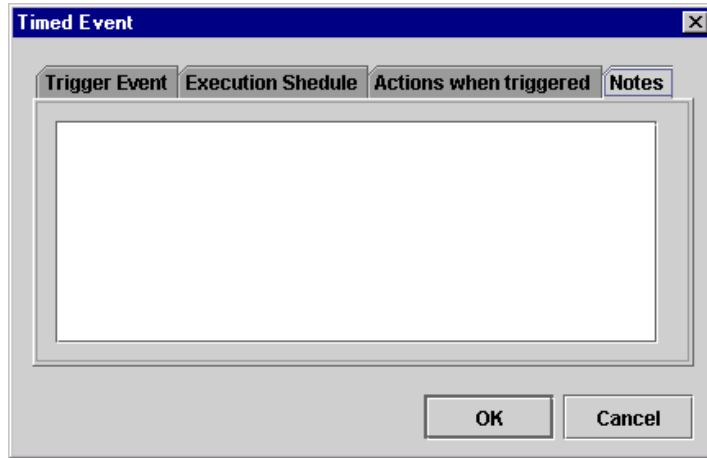 Timed Event
Trigger Event Execution Shedule Actions when triggered Notes
OK Cancel